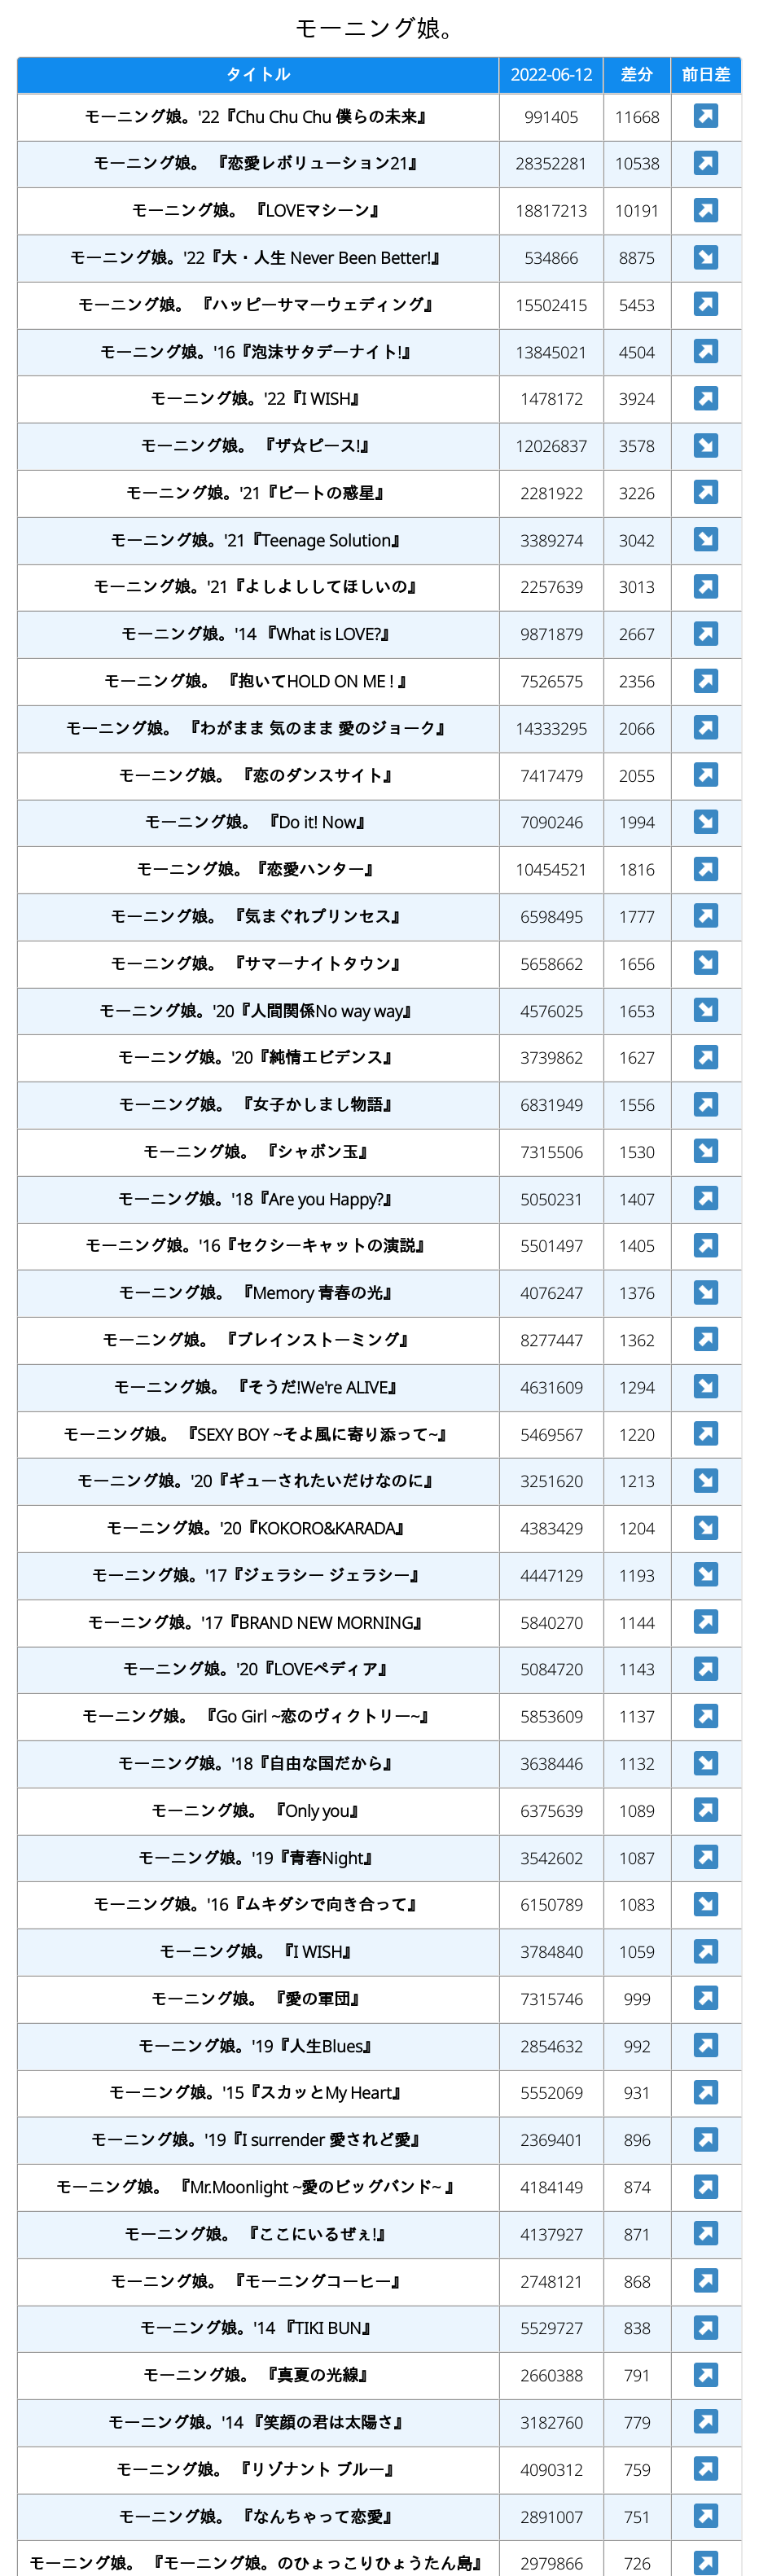 モーニング娘。
タイトル 2022-06-12 差分 前日差
モーニング娘。'22『Chu Chu Chu 僕らの未来』 991405 11668
モーニング娘。 『恋愛レボリューション21』 28352281 10538
モーニング娘。 『LOVEマシーン』 18817213 10191
モーニング娘。'22『大・人生 Never Been Better!』 534866 8875
モーニング娘。 『ハッピーサマーウェディング』 15502415 5453
モーニング娘。'16『泡沫サタデーナイト!』 13845021 4504
モーニング娘。'22『I WISH』 1478172 3924
モーニング娘。 『ザ☆ピース!』 12026837 3578
モーニング娘。'21『ビートの惑星』 2281922 3226
モーニング娘。'21『Teenage Solution』 3389274 3042
モーニング娘。'21『よしよししてほしいの』 2257639 3013
モーニング娘。'14 『What is LOVE?』 9871879 2667
モーニング娘。 『抱いてHOLD ON ME ! 』 7526575 2356
モーニング娘。 『わがまま 気のまま 愛のジョーク』 14333295 2066
モーニング娘。 『恋のダンスサイト』 7417479 2055
モーニング娘。 『Do it! Now』 7090246 1994
モーニング娘。『恋愛ハンター』 10454521 1816
モーニング娘。 『気まぐれプリンセス』 6598495 1777
モーニング娘。 『サマーナイトタウン』 5658662 1656
モーニング娘。'20『人間関係No way way』 4576025 1653
モーニング娘。'20『純情エビデンス』 3739862 1627
モーニング娘。 『女子かしまし物語』 6831949 1556
モーニング娘。 『シャボン玉』 7315506 1530
モーニング娘。'18『Are you Happy?』 5050231 1407
モーニング娘。'16『セクシーキャットの演説』 5501497 1405
モーニング娘。 『Memory 青春の光』 4076247 1376
モーニング娘。 『ブレインストーミング』 8277447 1362
モーニング娘。 『そうだ!We're ALIVE』 4631609 1294
モーニング娘。 『SEXY BOY ~そよ風に寄り添って~』 5469567 1220
モーニング娘。'20『ギューされたいだけなのに』 3251620 1213
モーニング娘。'20『KOKORO&KARADA』 4383429 1204
モーニング娘。'17『ジェラシー ジェラシー』 4447129 1193
モーニング娘。'17『BRAND NEW MORNING』 5840270 1144
モーニング娘。'20『LOVEペディア』 5084720 1143
モーニング娘。 『Go Girl ~恋のヴィクトリー~』 5853609 1137
モーニング娘。'18『自由な国だから』 3638446 1132
モーニング娘。 『Only you』 6375639 1089
モーニング娘。'19『青春Night』 3542602 1087
モーニング娘。'16『ムキダシで向き合って』 6150789 1083
モーニング娘。 『I WISH』 3784840 1059
モーニング娘。 『愛の軍団』 7315746 999
モーニング娘。'19『人生Blues』 2854632 992
モーニング娘。'15『スカッとMy Heart』 5552069 931
モーニング娘。'19『I surrender 愛されど愛』 2369401 896
モーニング娘。 『Mr.Moonlight ~愛のビッグバンド~ 』 4184149 874
モーニング娘。 『ここにいるぜぇ!』 4137927 871
モーニング娘。 『モーニングコーヒー』 2748121 868
モーニング娘。'14 『TIKI BUN』 5529727 838
モーニング娘。 『真夏の光線』 2660388 791
モーニング娘。'14 『笑顔の君は太陽さ』 3182760 779
モーニング娘。 『リゾナント ブルー』 4090312 759
モーニング娘。 『なんちゃって恋愛』 2891007 751
モーニング娘。 『モーニング娘。のひょっこりひょうたん島』 2979866 726